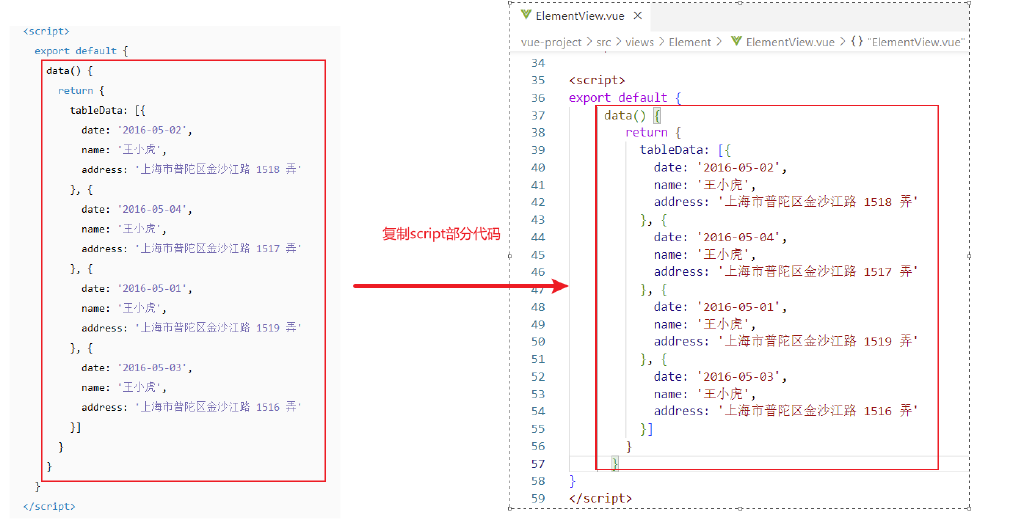 <script>
export default {
data() {
return {
tableData: [{
date: '2016-05-02',
name: '王小虎',
address: '上海市普陀区金沙江路 1518 弄'
}, {
date: '2016-05-04',
name: '王小虎',
address: '上海市普陀区金沙江路 1517 弄'
}, {
date: '2016-05-01',
name: '王小虎',
address: '上海市普陀区金沙江路 1519 弄'
}, {
date: '2016-05-03',
name: '王小虎',
address: '上海市普陀区金沙江路 1516 弄'
}]
}
}
}
</script>
复制script部分代码
ElementView.vue ×
vue-project > src > views > Element > ElementView.vue > {} "ElementView.vue"
34
35 <script>
36 export default {
37 data() {
38 return {
39 tableData: [{
40 date: '2016-05-02',
41 name: '王小虎',
42 address: '上海市普陀区金沙江路 1518 弄'
43 }, {
44 date: '2016-05-04',
45 name: '王小虎',
46 address: '上海市普陀区金沙江路 1517 弄'
47 }, {
48 date: '2016-05-01',
49 name: '王小虎',
50 address: '上海市普陀区金沙江路 1519 弄'
51 }, {
52 date: '2016-05-03',
53 name: '王小虎',
54 address: '上海市普陀区金沙江路 1516 弄'
55 }]
56 }
57 }
58 }
59 </script>